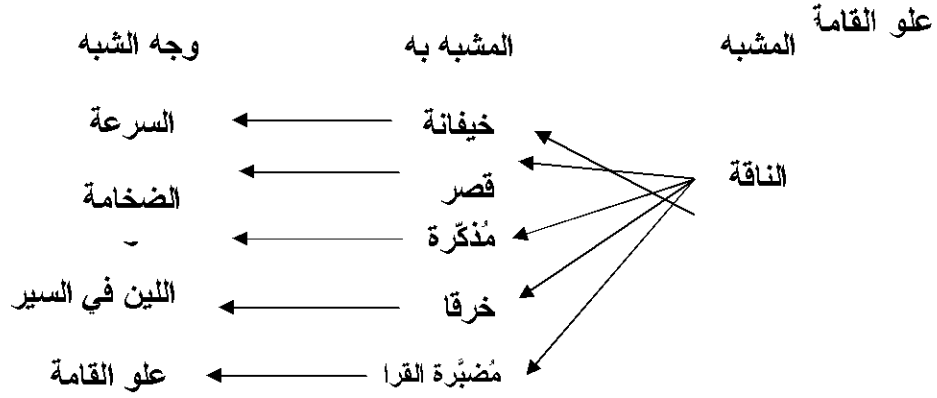 علو القامة
المشبه المشبه به وجه الشبه
خيفانة السرعة
الناقة
قصر الضخامة
مُذكّرة
خرقا اللين في السير
مُضبَّرة القرا علو القامة